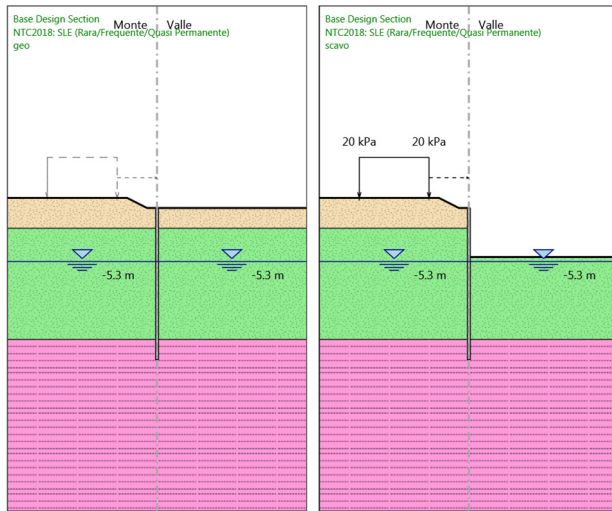 Base Design Section
NTC2018: SLE (Rara/Frequente/Quasi Permanente)
geo
Monte
Valle
-5.3 m
-5.3 m
Base Design Section
NTC2018: SLE (Rara/Frequente/Quasi Permanente)
scavo
Monte
Valle
20 kPa
20 kPa
-5.3 m
-5.3 m